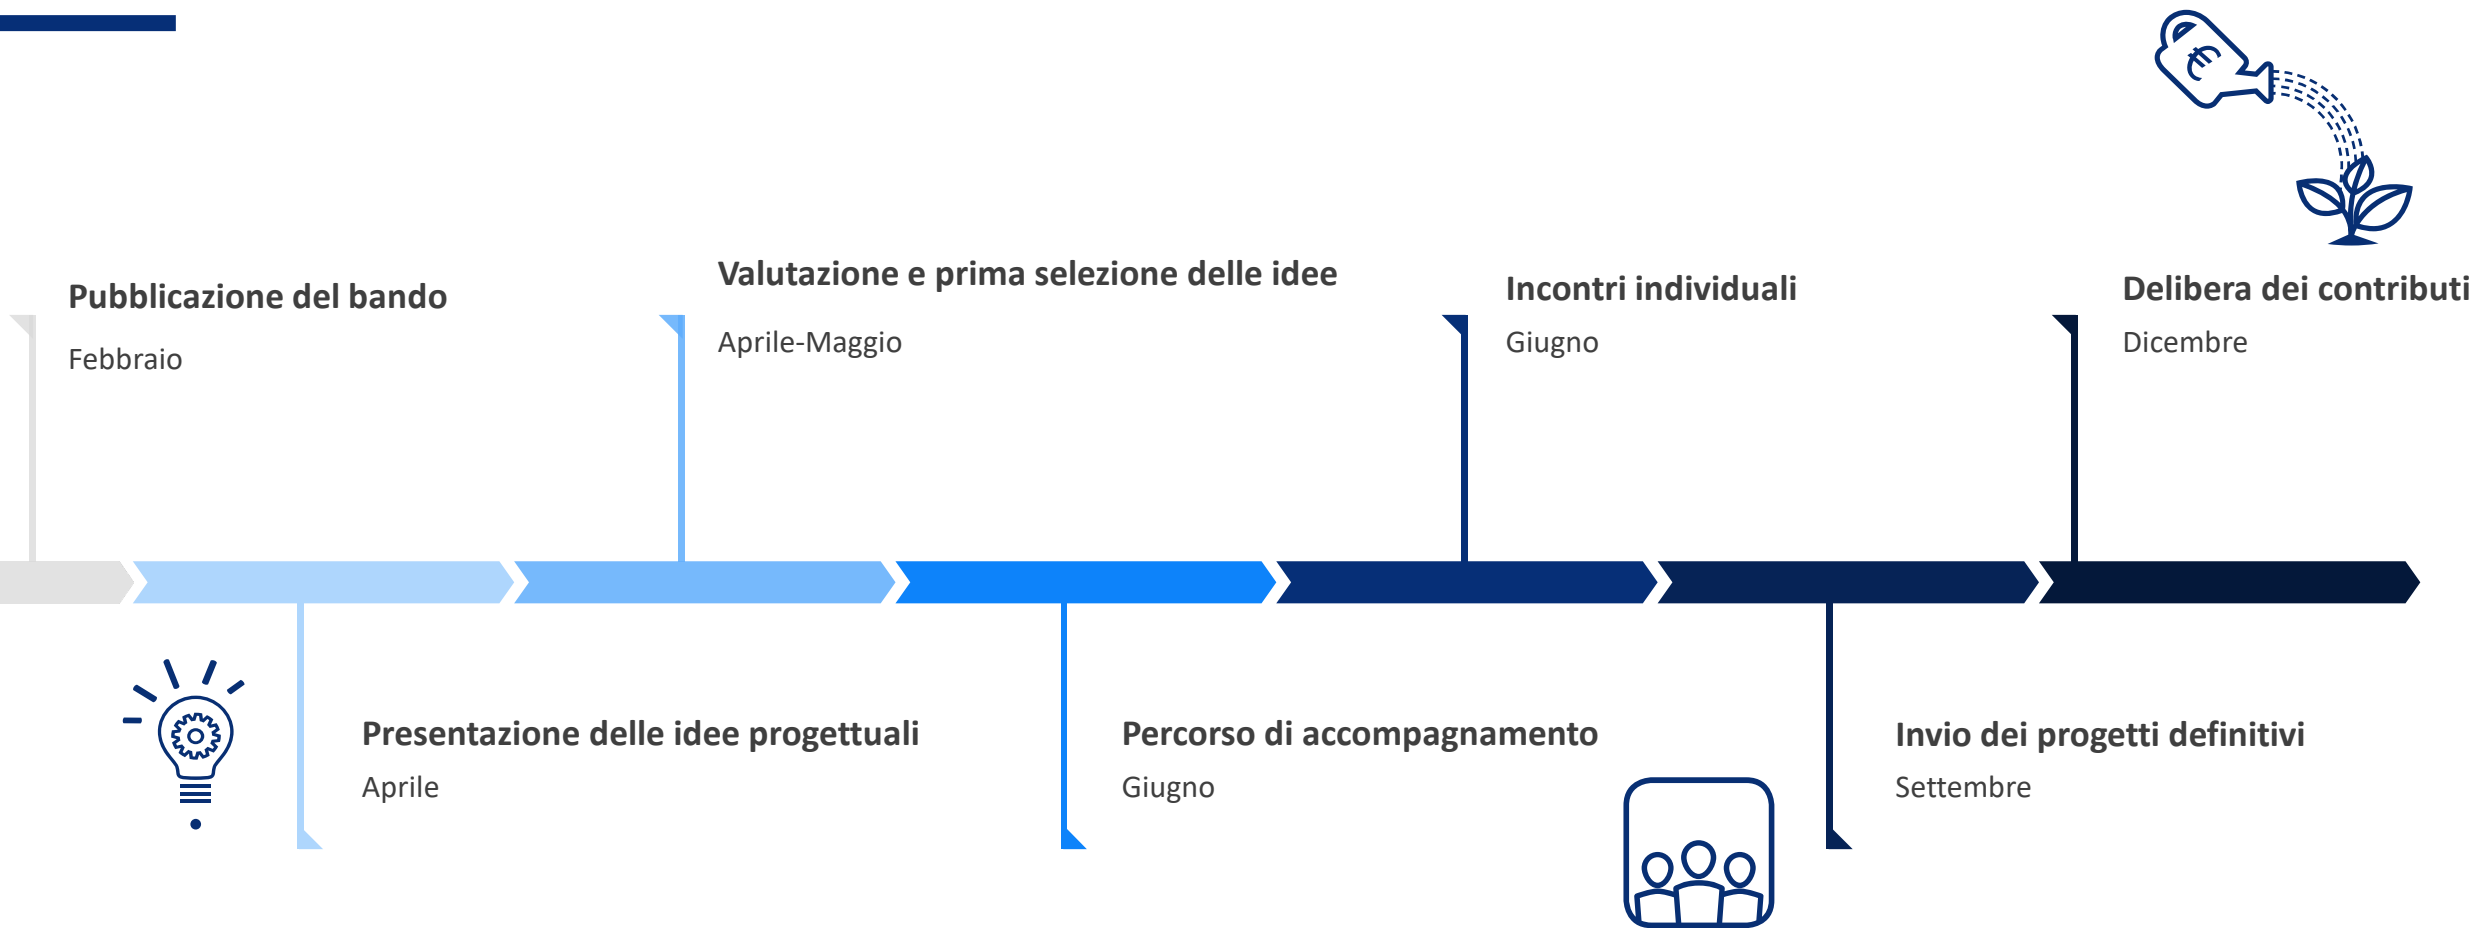 Pubblicazione del bando
Febbraio
Valutazione e prima selezione delle idee
Aprile-Maggio
Incontri individuali
Giugno
€
Delibera dei contributi
Dicembre
Presentazione delle idee progettuali
Aprile
Percorso di accompagnamento
Giugno
Invio dei progetti definitivi
Settembre